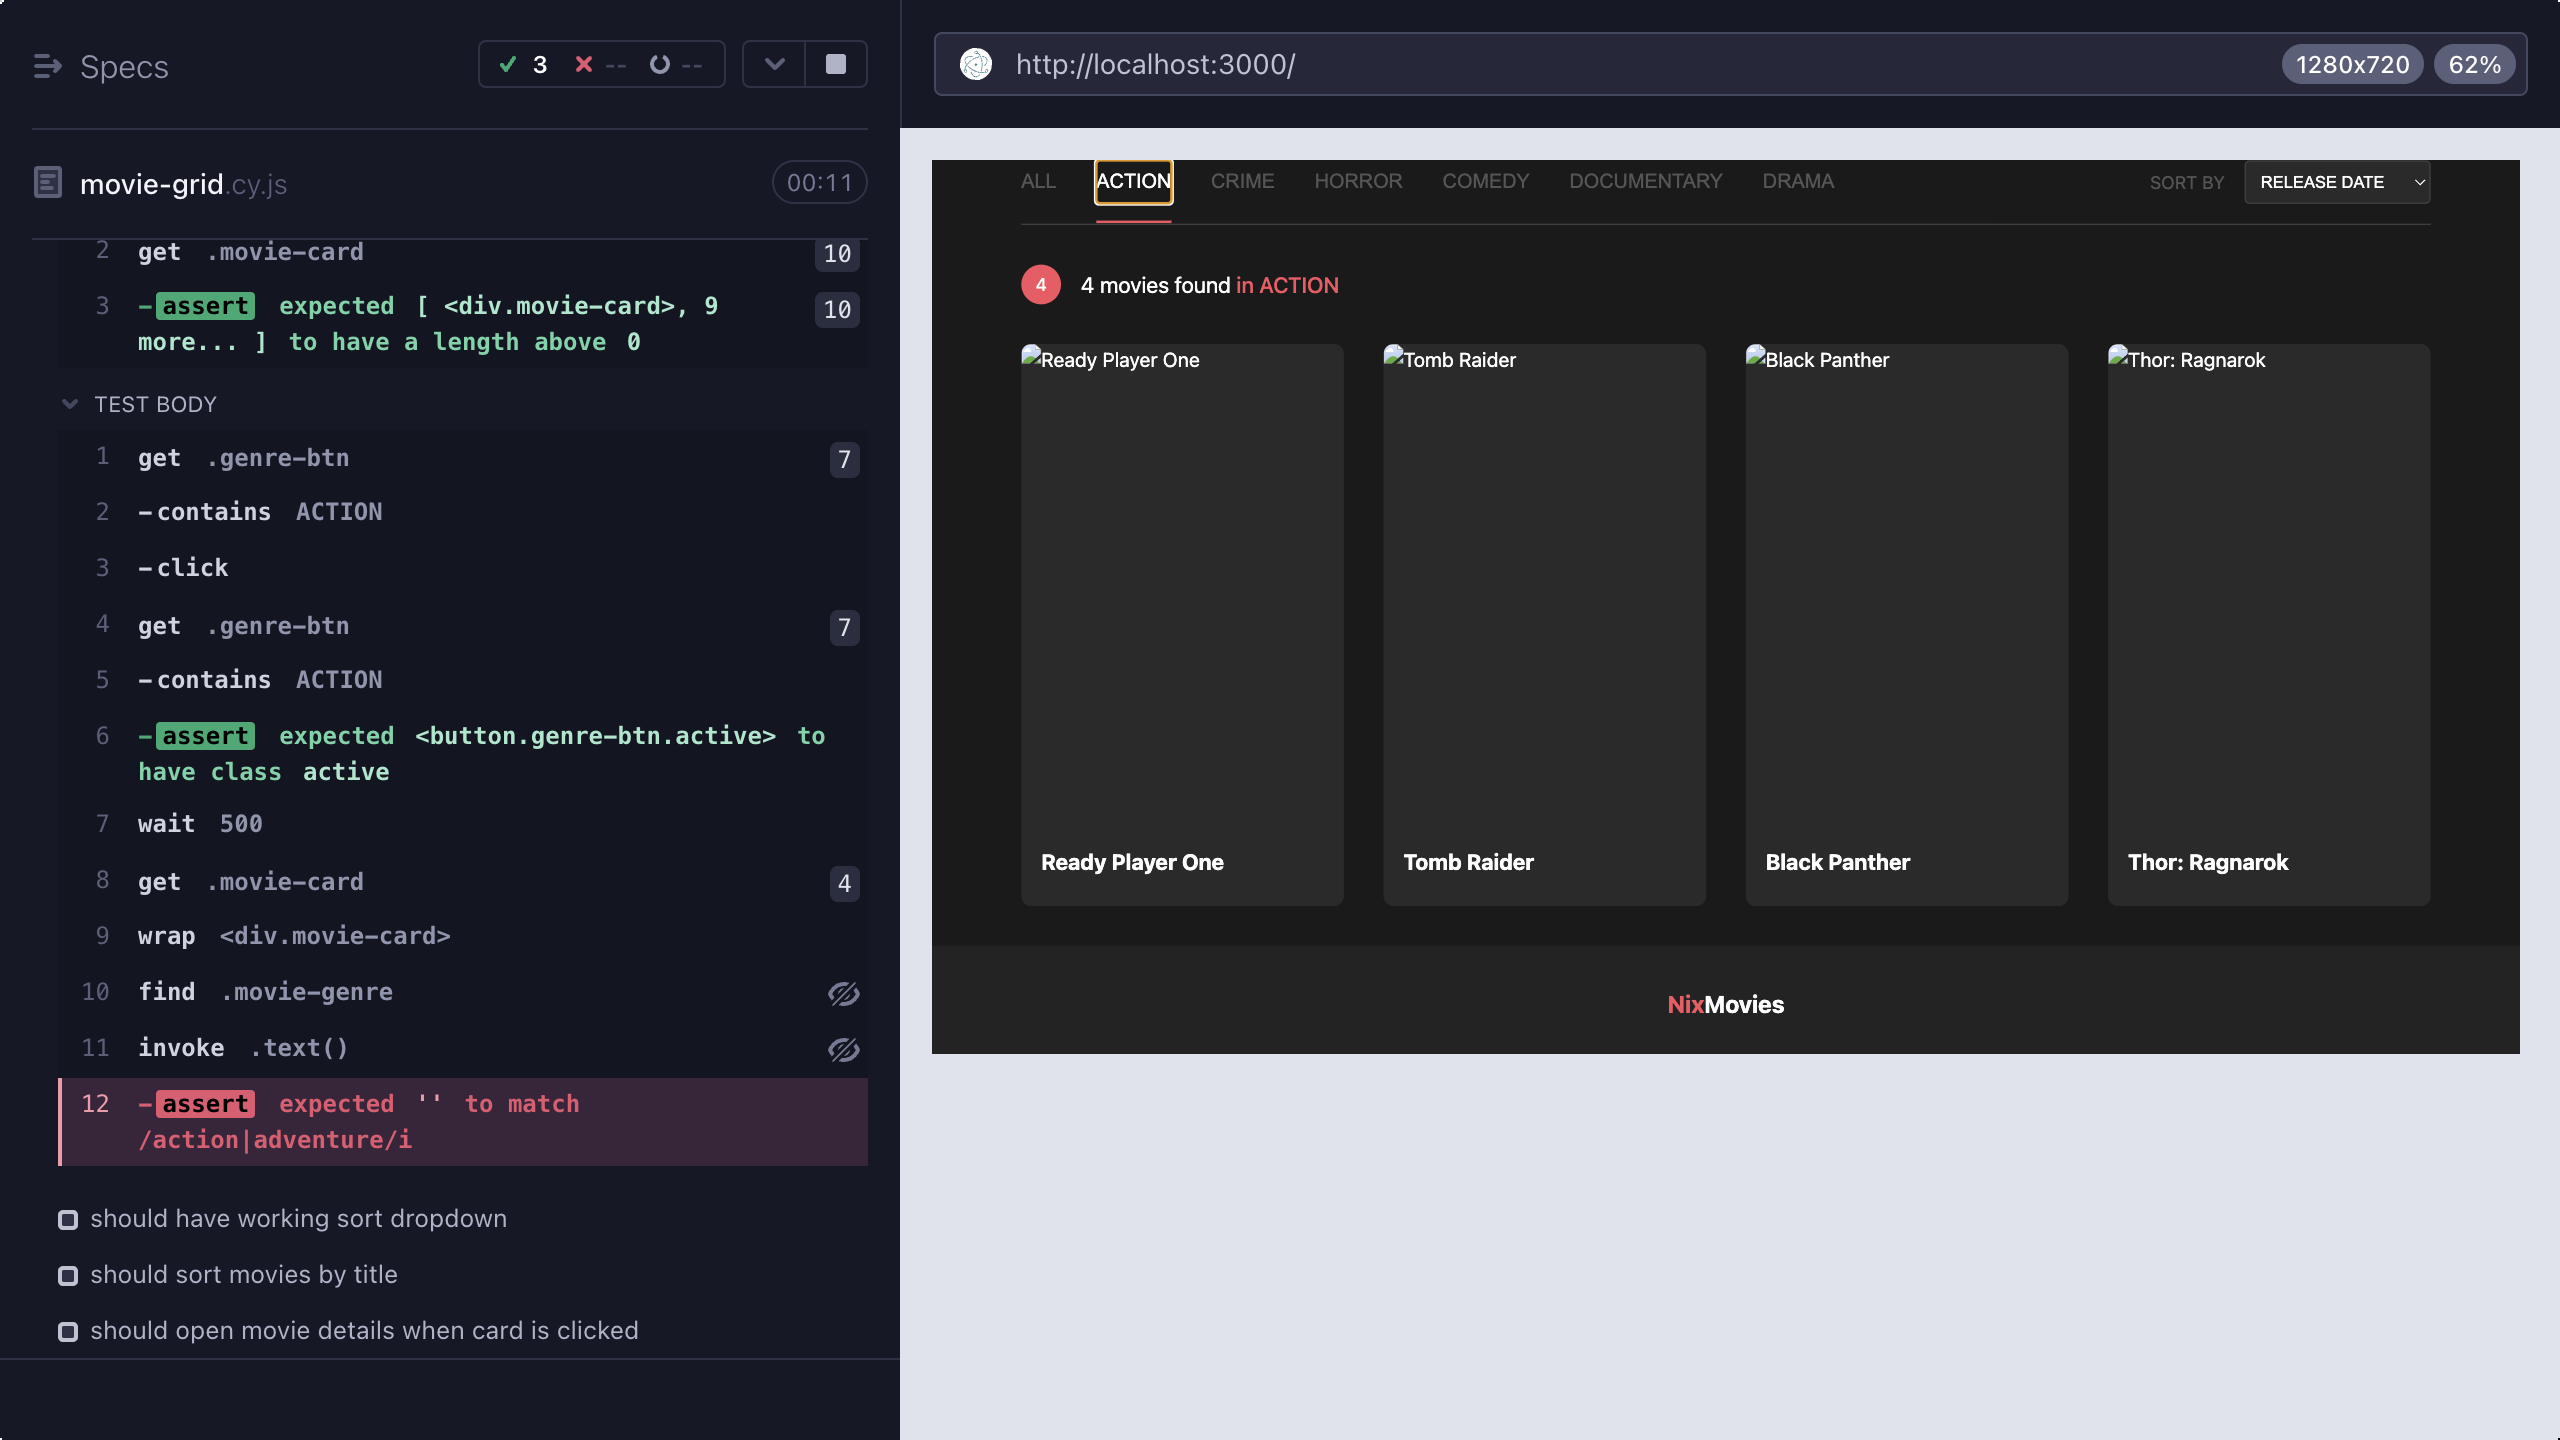 Specs
3 -- --
movie-grid.cy.js 00:11
2 get .movie-card 10
3 -assert expected [ <div.movie-card>, 9 10
more... ] to have a length above 0
TEST BODY
1 get .genre-btn 7
2 -contains ACTION
3 -click
4 get .genre-btn 7
5 -contains ACTION
6 -assert expected <button.genre-btn.active> to
have class active
7 wait 500
8 get .movie-card 4
9 wrap <div.movie-card>
10 find .movie-genre
11 invoke .text()
12 -assert expected '' to match
/action|adventure/i
should have working sort dropdown
should sort movies by title
should open movie details when card is clicked
http://localhost:3000/ 1280x720 62%
ALL ACTION CRIME HORROR COMEDY DOCUMENTARY DRAMA SORT BY RELEASE DATE
4 4 movies found in ACTION
Ready Player One Tomb Raider Black Panther Thor: Ragnarok
Ready Player One Tomb Raider Black Panther Thor: Ragnarok
NixMovies